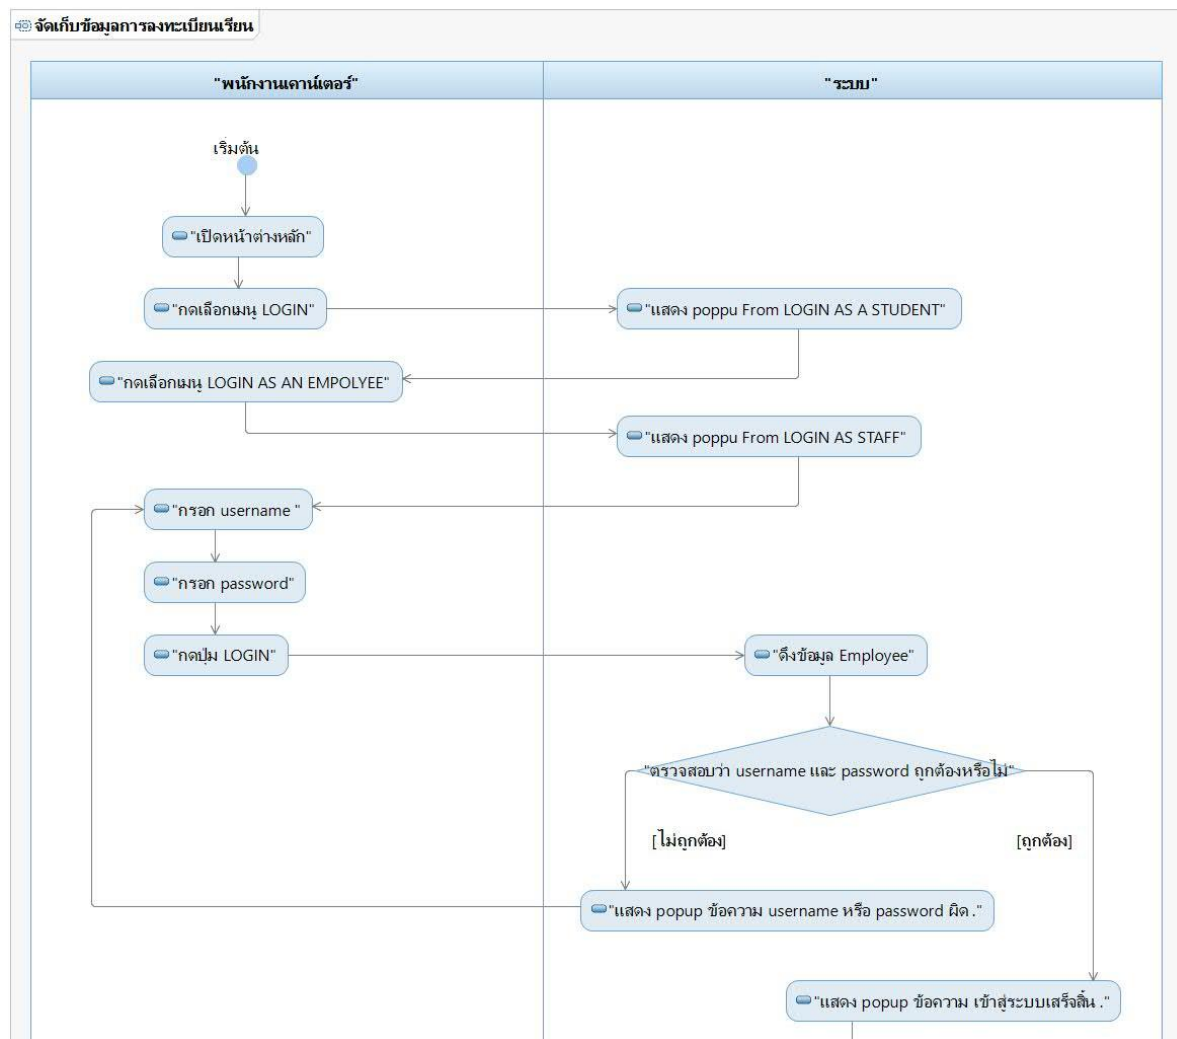 จัดเก็บข้อมูลการลงทะเบียนเรียน
"พนักงานเคาน์เตอร์"
"ระบบ"
เริ่มต้น
"เปิดหน้าต่างหลัก"
"กดเลือกเมนู LOGIN"
"แสดง poppu From LOGIN AS A STUDENT"
"กดเลือกเมนู LOGIN AS AN EMPOLYEE"
"แสดง poppu From LOGIN AS STAFF"
"กรอก username "
"กรอก password"
"กดปุ่ม LOGIN"
"ดึงข้อมูล Employee"
"ตรวจสอบว่า username และ password ถูกต้องหรือไม่"
[ไม่ถูกต้อง]
[ถูกต้อง]
"แสดง popup ข้อความ username หรือ password ผิด."
"แสดง popup ข้อความ เข้าสู่ระบบเสร็จสิ้น."